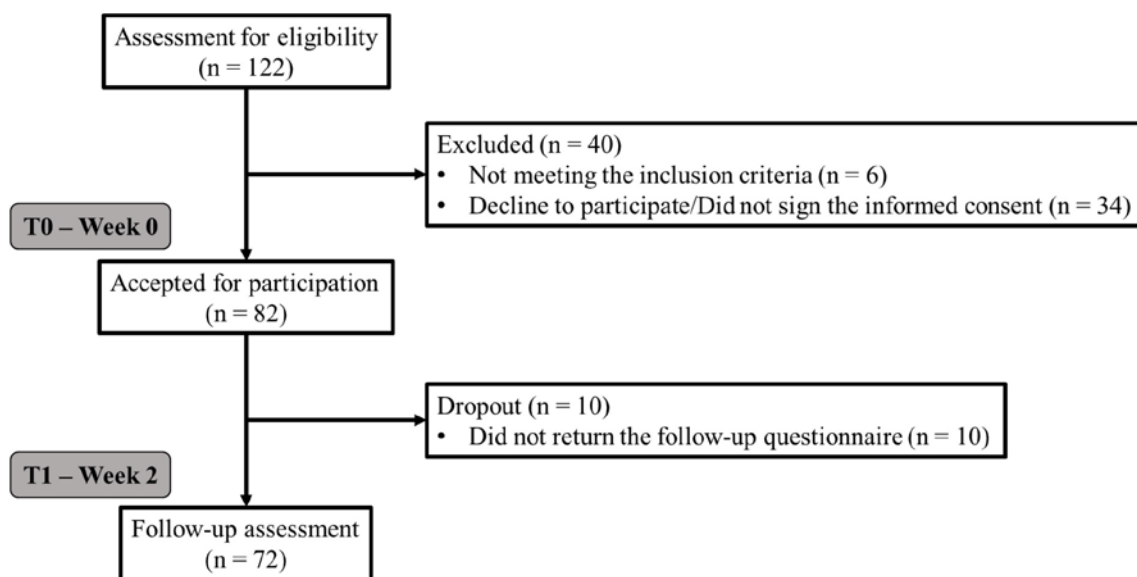 Assessment for eligibility
(n = 122)
Excluded (n = 40)
• Not meeting the inclusion criteria (n = 6)
• Decline to participate/Did not sign the informed consent (n = 34)
T0 – Week 0
Accepted for participation
(n = 82)
Dropout (n = 10)
• Did not return the follow-up questionnaire (n = 10)
T1 – Week 2
Follow-up assessment
(n = 72)